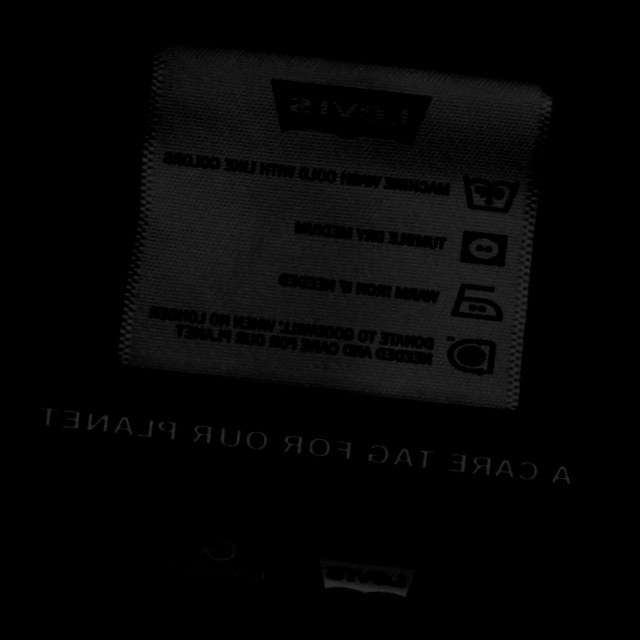 Levi's
MACHINE WASH COLD WITH LIKE COLORS
TUMBLE DRY MEDIUM
WARM IRON IF NEEDED
DONATE TO GOODWILL WHEN NO LONGER
NEEDED AND CARE FOR OUR PLANET
A CARE TAG FOR OUR PLANET